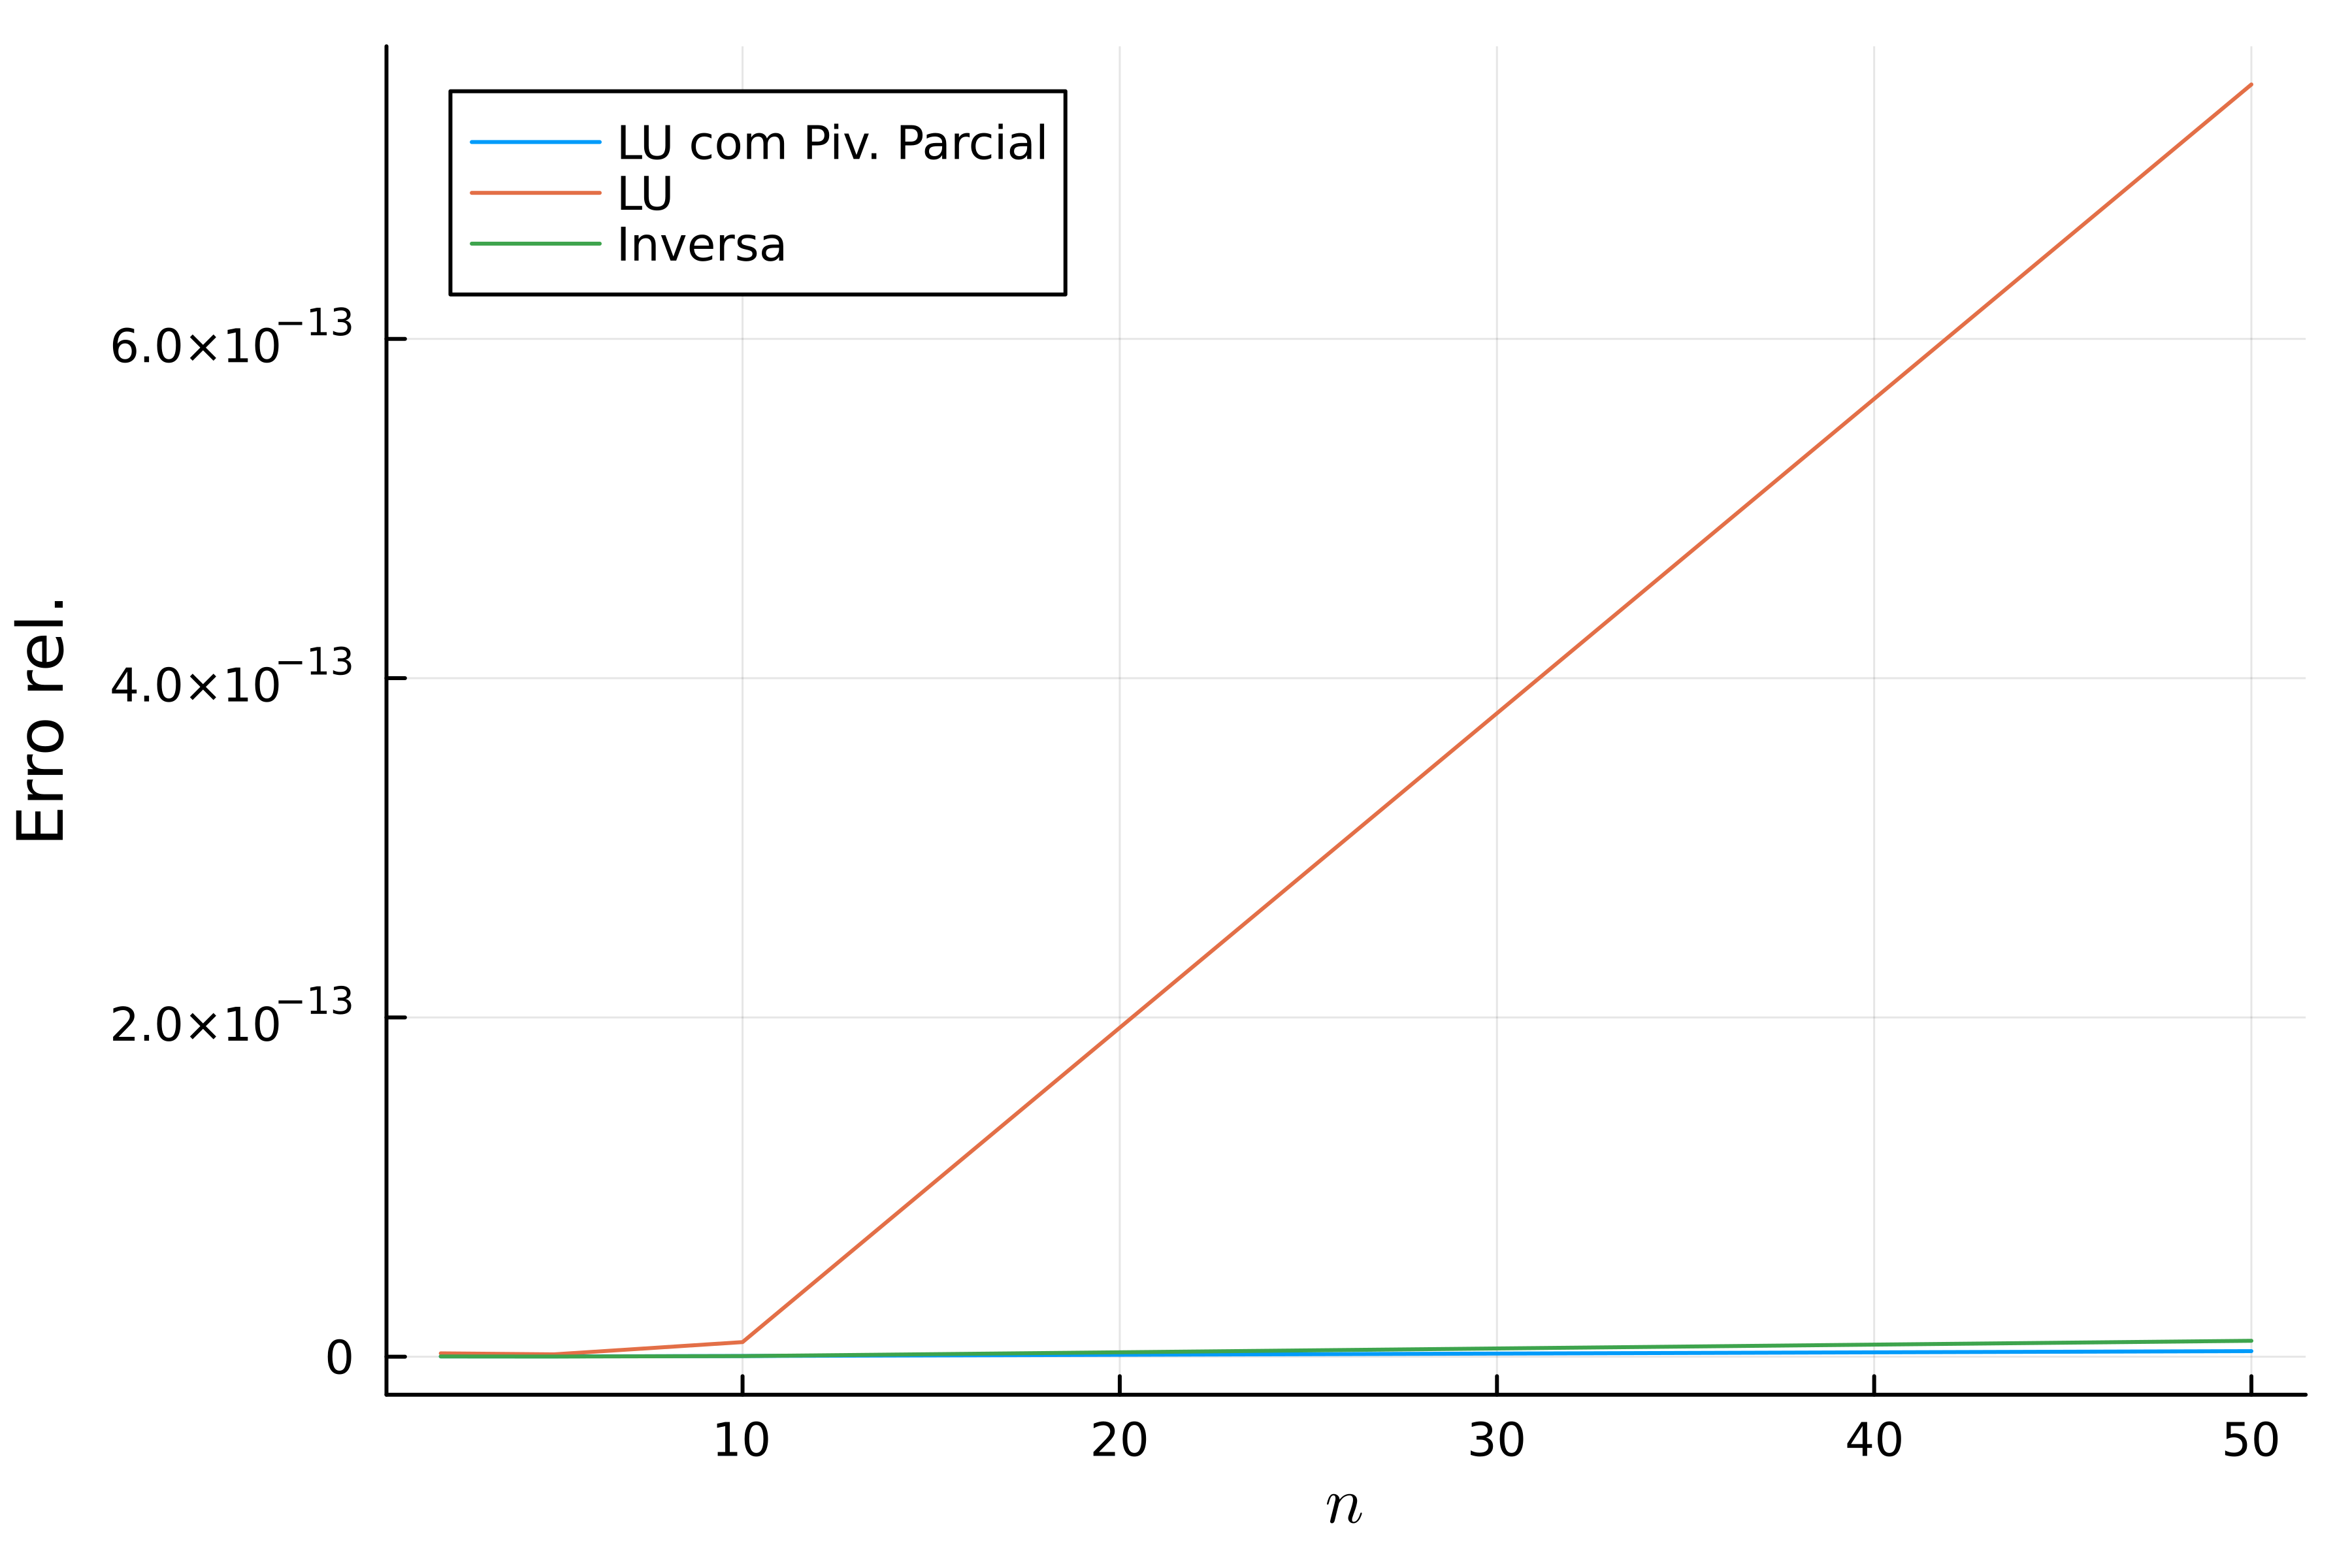 LU com Piv. Parcial
LU
Inversa
6.0×10⁻¹³
4.0×10⁻¹³
2.0×10⁻¹³
0
Erro rel.
10 20 30 40 50
n